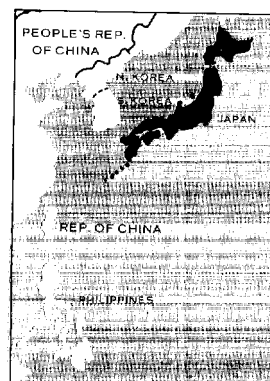 PEOPLE'S REP.
OF CHINA
N. KOREA
S. KOREA
JAPAN
REP. OF CHINA
PHILIPPINES